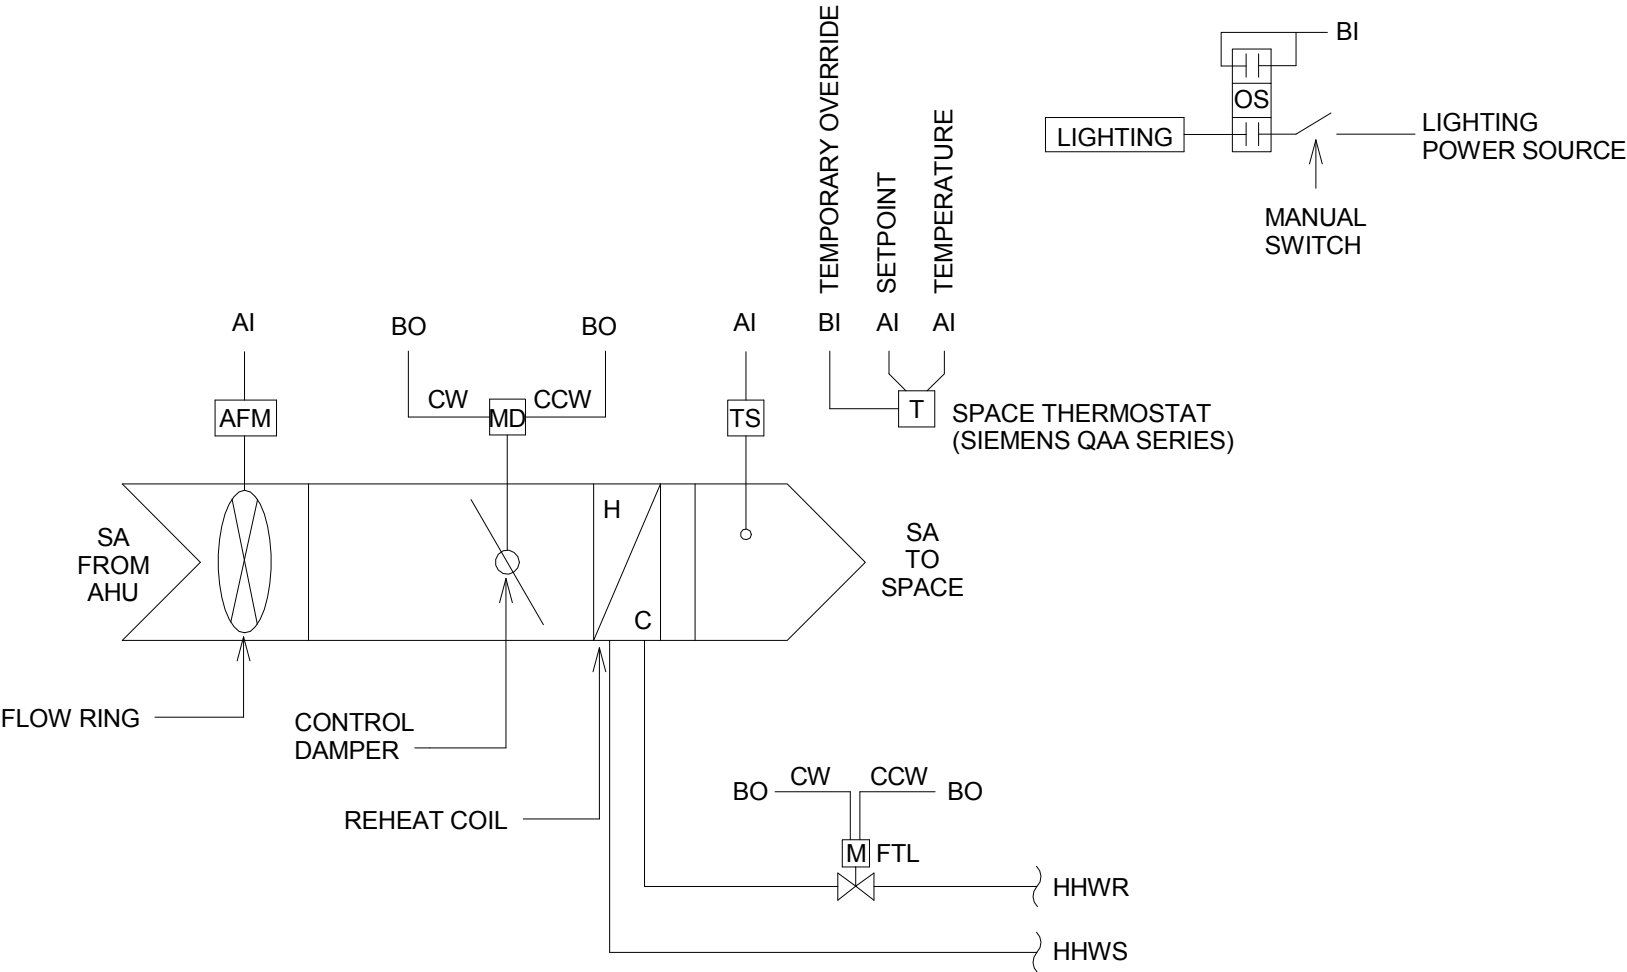 BI
OS
LIGHTING
LIGHTING
POWER SOURCE
MANUAL
SWITCH
TEMPORARY OVERRIDE
SETPOINT
TEMPERATURE
AI
BO
BO
AI
BI
AI
AI
CW
CCW
AFM
MD
TS
T
SPACE THERMOSTAT
(SIEMENS QAA SERIES)
H
C
SA
FROM
AHU
SA
TO
SPACE
FLOW RING
CONTROL
DAMPER
REHEAT COIL
BO
CW
CCW
BO
M
FTL
HHWR
HHWS